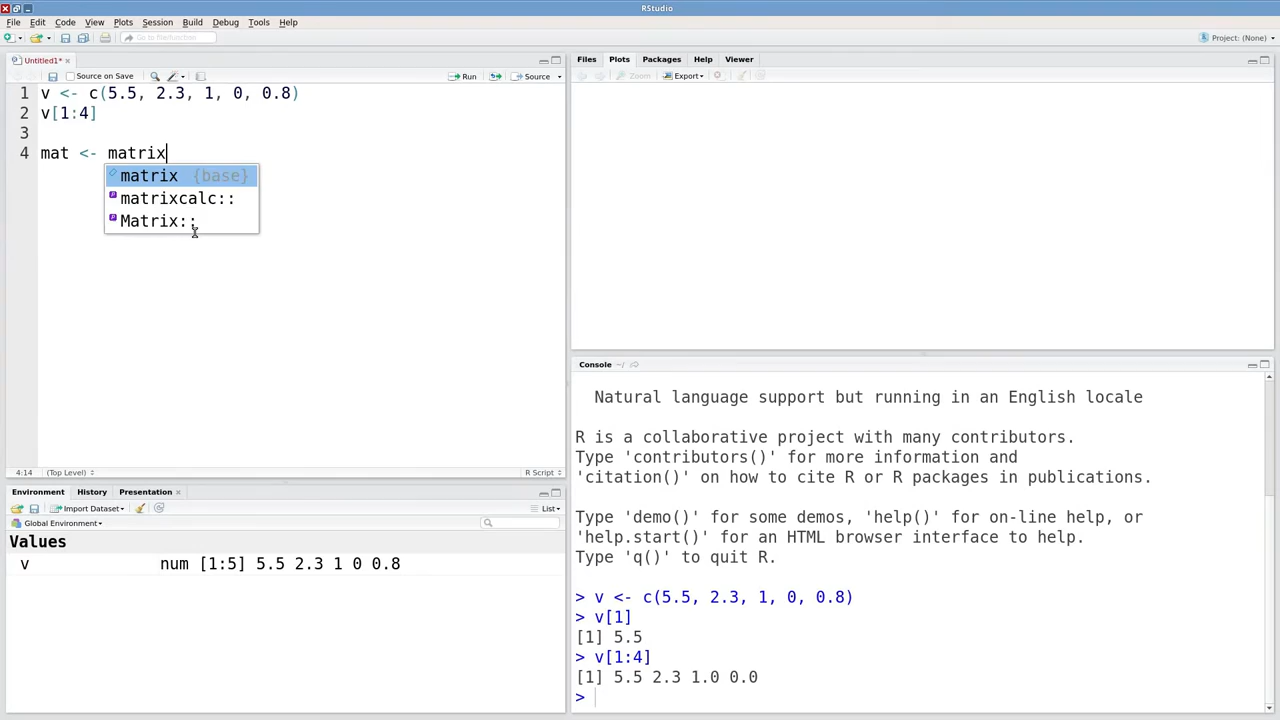 RStudio
File Edit Code View Plots Session Build Debug Tools Help
Go to file/function
Project: (None)
Untitled1*
Source on Save
Run
Source
1 v <- c(5.5, 2.3, 1, 0, 0.8)
2 v[1:4]
3
4 mat <- matrix
matrix {base}
matrixcalc::
Matrix::
4:14 (Top Level) R Script
Environment History Presentation
Import Dataset List
Global Environment
Values
v num [1:5] 5.5 2.3 1 0 0.8
Files Plots Packages Help Viewer
Zoom Export
Console ~/
Natural language support but running in an English locale
R is a collaborative project with many contributors.
Type 'contributors()' for more information and
'citation()' on how to cite R or R packages in publications.
Type 'demo()' for some demos, 'help()' for on-line help, or
'help.start()' for an HTML browser interface to help.
Type 'q()' to quit R.
> v <- c(5.5, 2.3, 1, 0, 0.8)
> v[1]
[1] 5.5
> v[1:4]
[1] 5.5 2.3 1.0 0.0
>